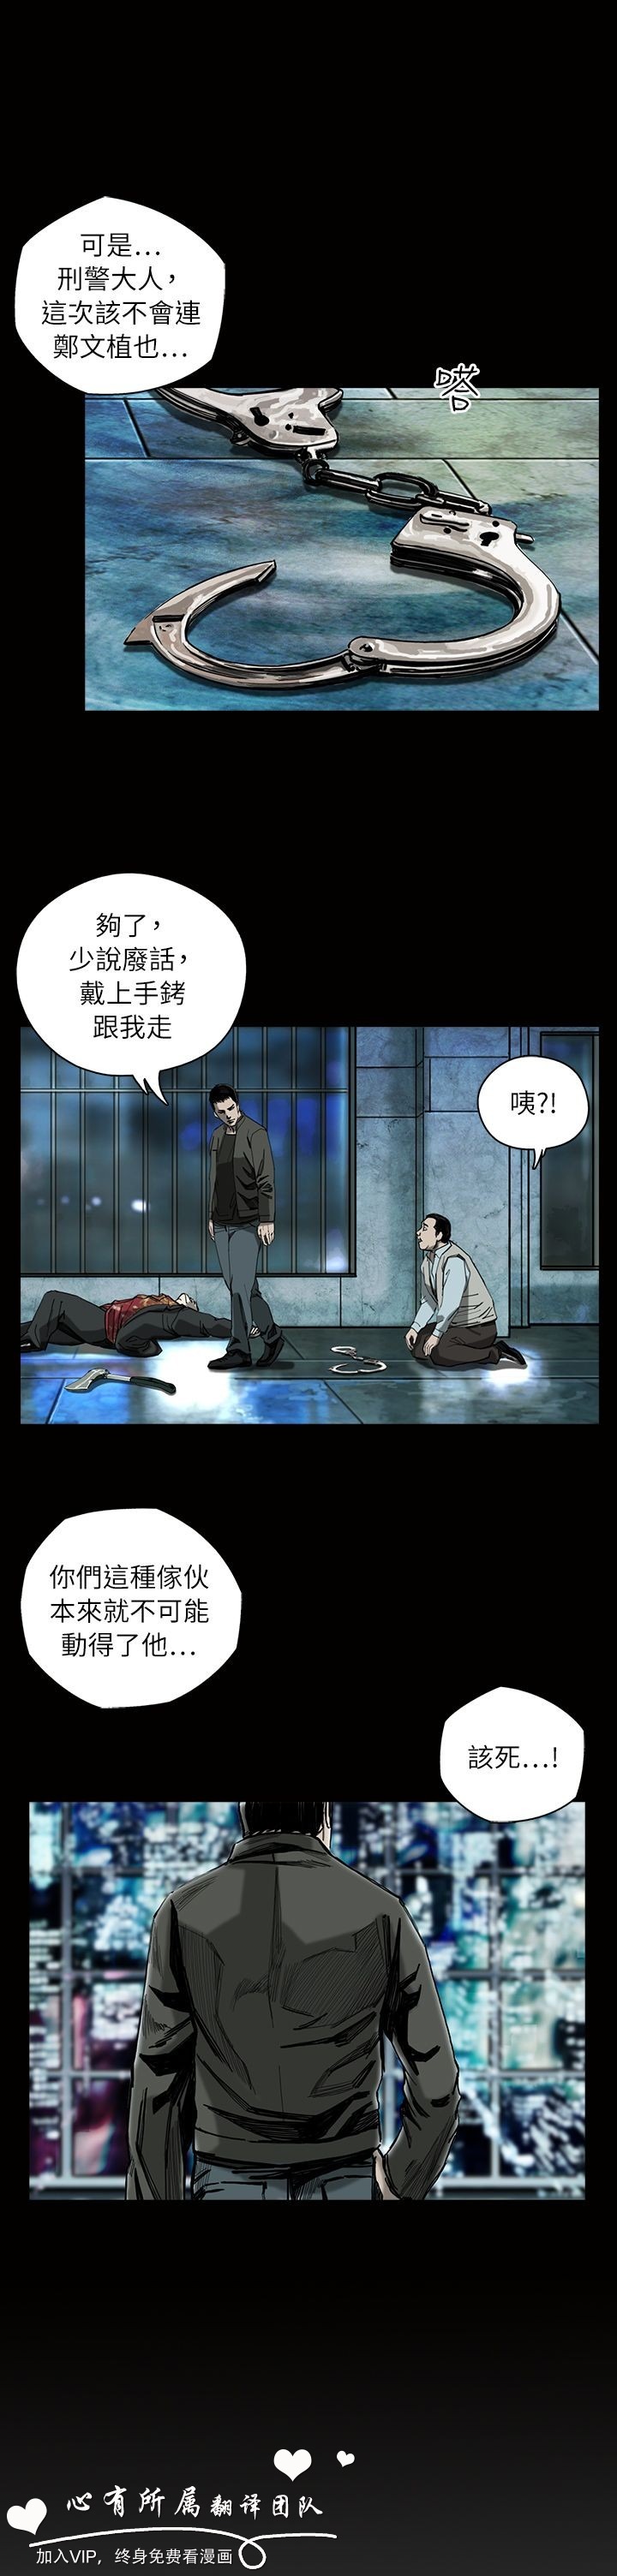 可是...
刑警大人，
這次該不會連
鄭文植也...
嗒
夠了，
少說廢話，
戴上手銬
跟我走
咦?!
你們這種傢伙
本來就不可能
動得了他...
該死...!
心有所属翻译团队
加入VIP，终身免费看漫画